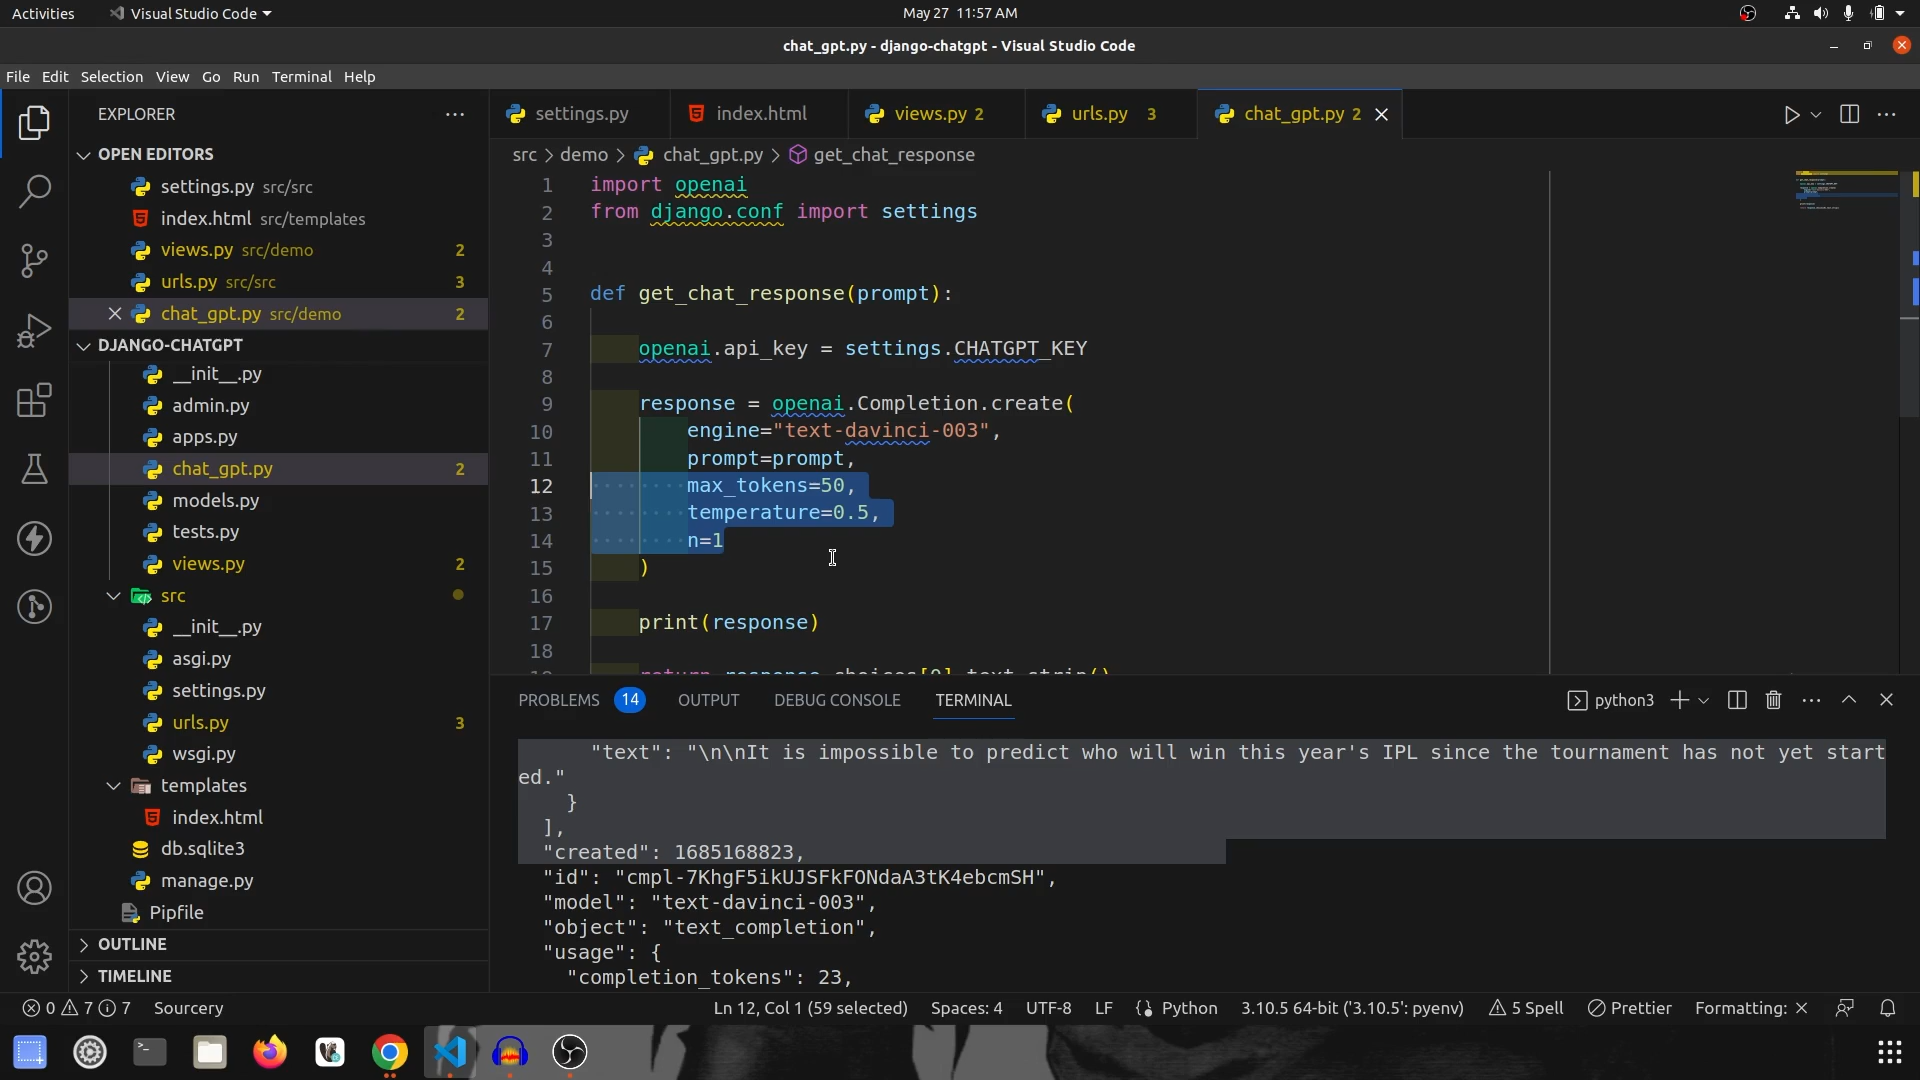 Activities
Visual Studio Code
May 27 11:57 AM
chat_gpt.py - django-chatgpt - Visual Studio Code
File Edit Selection View Go Run Terminal Help
EXPLORER
OPEN EDITORS
settings.py src/src
index.html src/templates
views.py src/demo 2
urls.py src/src 3
chat_gpt.py src/demo 2
DJANGO-CHATGPT
__init__.py
admin.py
apps.py
chat_gpt.py 2
models.py
tests.py
views.py 2
src
__init__.py
asgi.py
settings.py
urls.py 3
wsgi.py
templates
index.html
db.sqlite3
manage.py
Pipfile
OUTLINE
TIMELINE
settings.py index.html views.py 2 urls.py 3 chat_gpt.py 2
src > demo > chat_gpt.py > get_chat_response
1 import openai
2 from django.conf import settings
3
4
5 def get_chat_response(prompt):
6
7 openai.api_key = settings.CHATGPT_KEY
8
9 response = openai.Completion.create(
10 engine="text-davinci-003",
11 prompt=prompt,
12 max_tokens=50,
13 temperature=0.5,
14 n=1
15 )
16
17 print(response)
18
return response.choices[0].text.strip()
PROBLEMS 14 OUTPUT DEBUG CONSOLE TERMINAL
python3
"text": "\n\nIt is impossible to predict who will win this year's IPL since the tournament has not yet start
ed."
}
],
"created": 1685168823,
"id": "cmpl-7KhgF5ikUJSFkFONdaA3tK4ebcmSH",
"model": "text-davinci-003",
"object": "text_completion",
"usage": {
"completion_tokens": 23,
0 7 7 Sourcery
Ln 12, Col 1 (59 selected) Spaces: 4 UTF-8 LF Python 3.10.5 64-bit ('3.10.5': pyenv) 5 Spell Prettier Formatting: ×